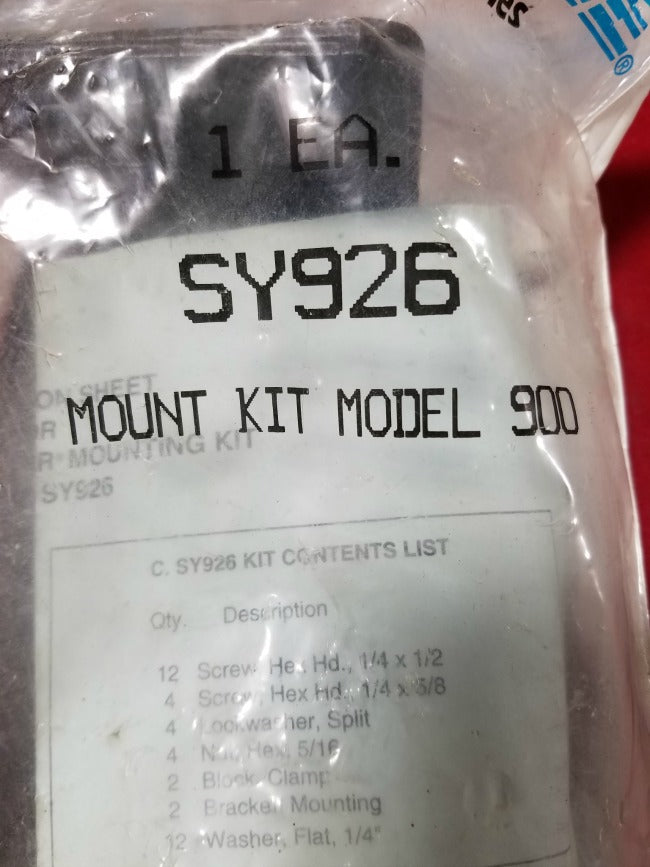 1 EA.
SY926
MOUNT KIT MODEL 900
ON SHEET
R
R MOUNTING KIT
SY926
C. SY926 KIT CONTENTS LIST
Qty. Description
12 Screw, Hex Hd., 1/4 x 1/2
4 Screw, Hex Hd., 1/4 x 5/8
4 Lockwasher, Split
4 Nut, Hex, 5/16
2 Block, Clamp
2 Bracket, Mounting
12 Washer, Flat, 1/4"